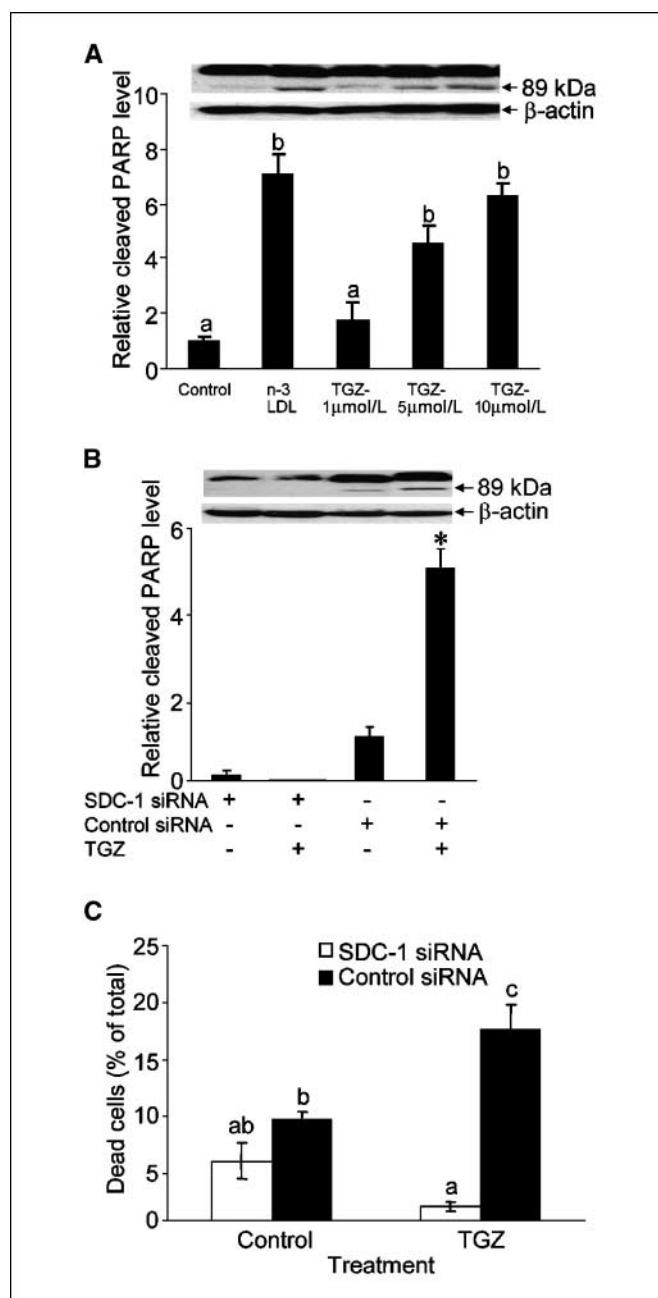 A
89 kDa
β-actin
Relative cleaved PARP level
10
8
6
4
2
0
a
b
a
b
b
Control
n-3 LDL
TGZ- 1μmol/L
TGZ- 5μmol/L
TGZ- 10μmol/L
B
89 kDa
β-actin
Relative cleaved PARP level
6
4
2
0
*
SDC-1 siRNA + + - -
Control siRNA - - + +
TGZ - + - +
C
Dead cells (% of total)
25
20
15
10
5
0
SDC-1 siRNA
Control siRNA
ab
b
a
c
Control
TGZ
Treatment